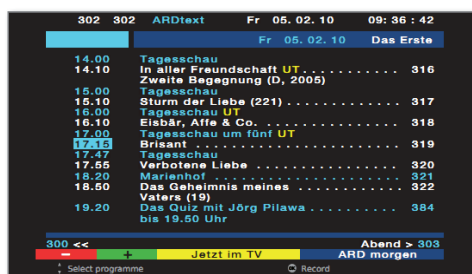 302 302 ARDtext Fr 05. 02. 10 09: 36 : 42
Fr 05. 02. 10 Das Erste
14.00 Tagesschau
14.10 In aller Freundschaft UT . . . . . . . . . . . 316
Zweite Begegnung (D, 2005)
15.00 Tagesschau
15.10 Sturm der Liebe (221) . . . . . . . . . . . . . 317
16.00 Tagesschau UT
16.10 Eisbär, Affe & Co. . . . . . . . . . . . . . . . . 318
17.00 Tagesschau um fünf UT
17.15 Brisant . . . . . . . . . . . . . . . . . . . . . . 319
17.47 Tagesschau
17.55 Verbotene Liebe . . . . . . . . . . . . . . . . 320
18.20 Marienhof . . . . . . . . . . . . . . . . . . . . 321
18.50 Das Geheimnis meines . . . . . . . . . . 322
Vaters (19)
19.20 Das Quiz mit Jörg Pilawa . . . . . . . . . . 384
bis 19.50 Uhr
300 << Abend > 303
− + Jetzt im TV ARD morgen
Select programme Record